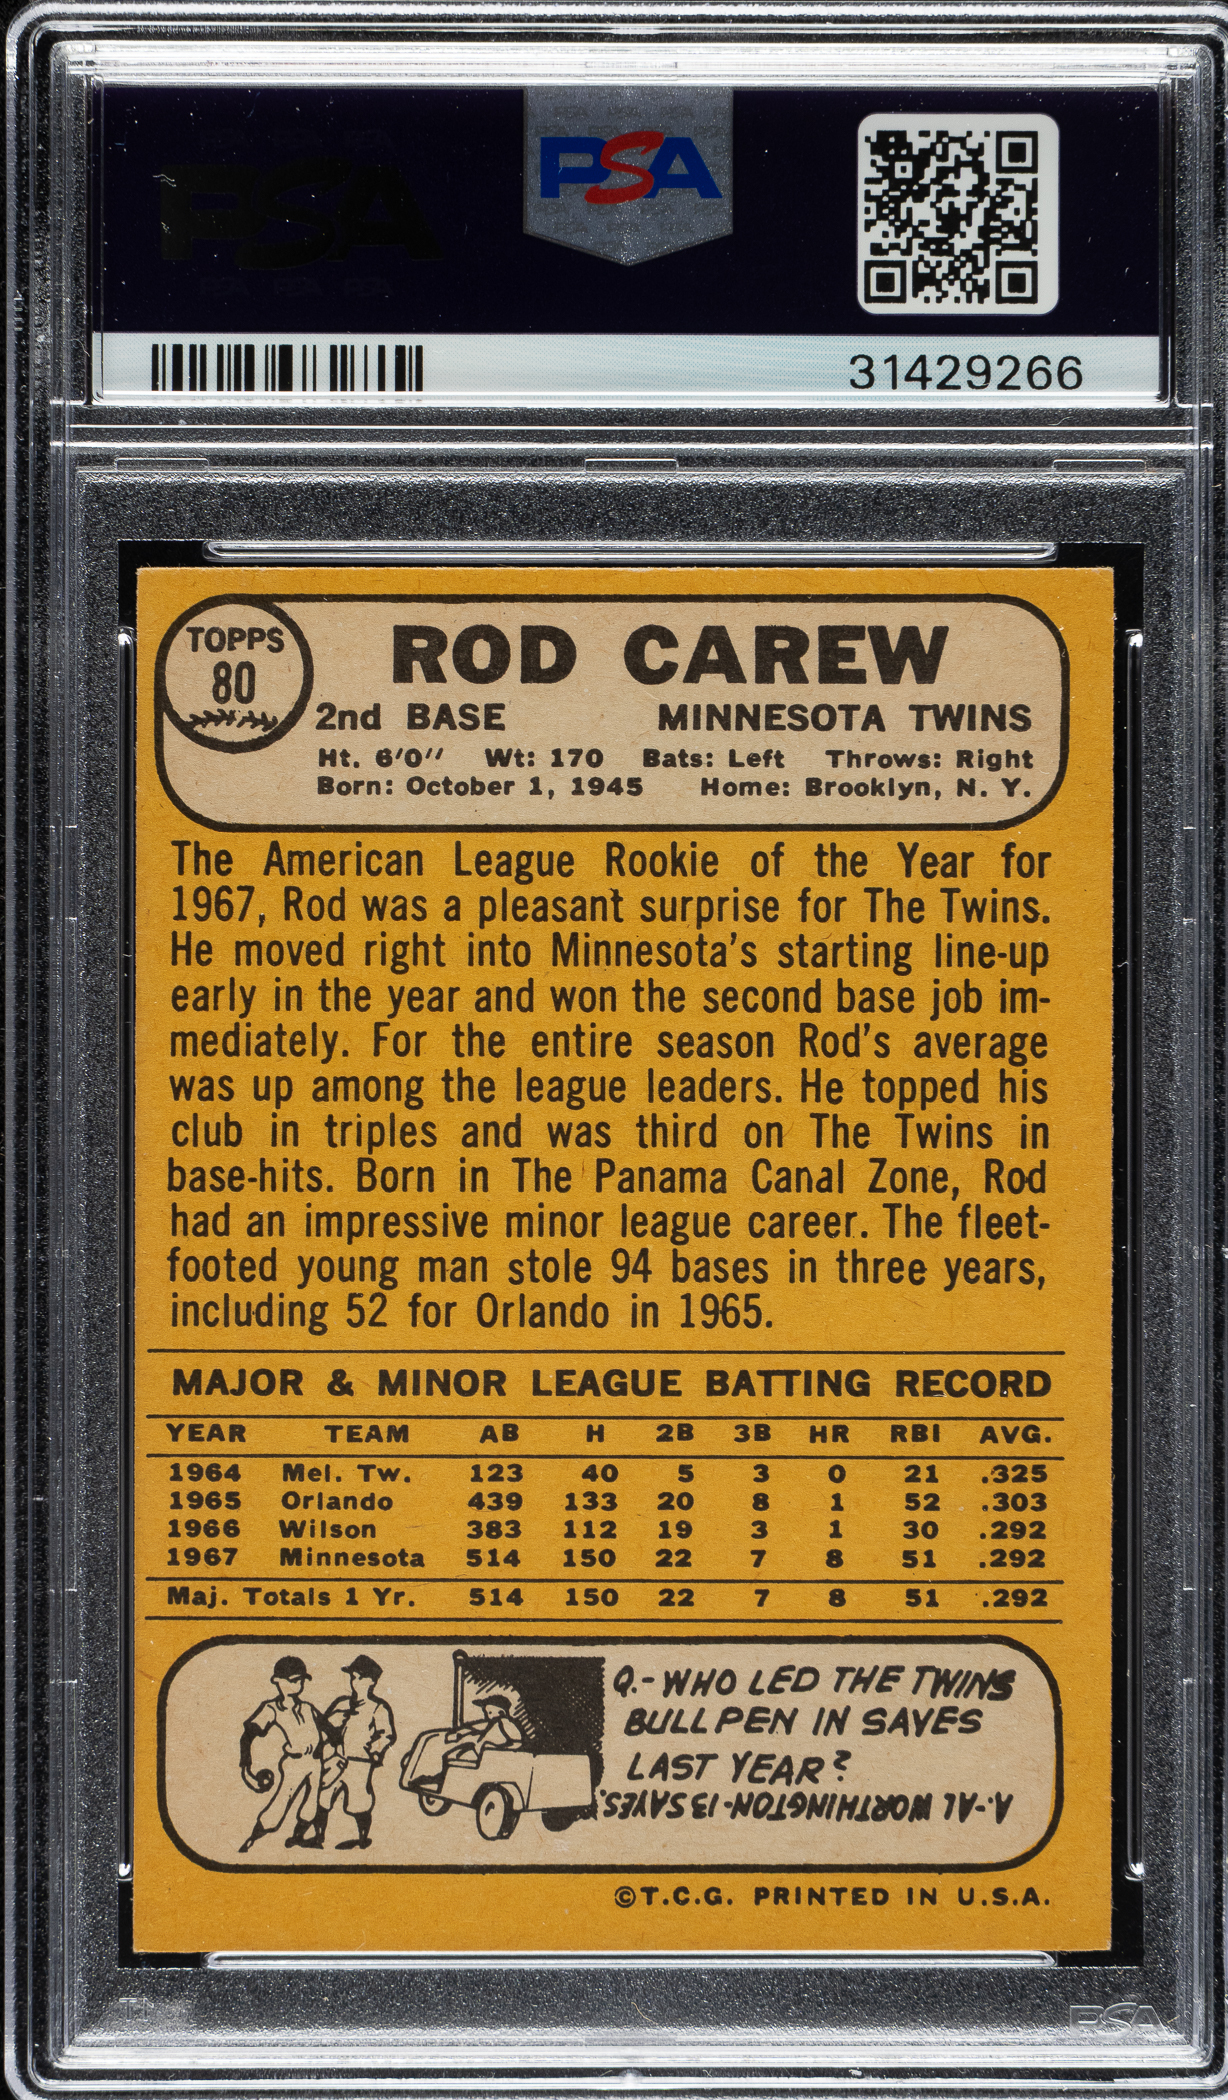 PSA
31429266
TOPPS
80
ROD CAREW
2nd BASE MINNESOTA TWINS
Ht. 6'0'' Wt: 170 Bats: Left Throws: Right
Born: October 1, 1945 Home: Brooklyn, N. Y.
The American League Rookie of the Year for
1967, Rod was a pleasant surprise for The Twins.
He moved right into Minnesota's starting line-up
early in the year and won the second base job im-
mediately. For the entire season Rod's average
was up among the league leaders. He topped his
club in triples and was third on The Twins in
base-hits. Born in The Panama Canal Zone, Rod
had an impressive minor league career. The fleet-
footed young man stole 94 bases in three years,
including 52 for Orlando in 1965.
MAJOR & MINOR LEAGUE BATTING RECORD
YEAR TEAM AB H 2B 3B HR RBI AVG.
1964 Mel. Tw. 123 40 5 3 0 21 .325
1965 Orlando 439 133 20 8 1 52 .303
1966 Wilson 383 112 19 3 1 30 .292
1967 Minnesota 514 150 22 7 8 51 .292
Maj. Totals 1 Yr. 514 150 22 7 8 51 .292
Q.- WHO LED THE TWINS
BULLPEN IN SAVES
LAST YEAR?
A.-AL WORTHINGTON-13 SAVES.
©T.C.G. PRINTED IN U.S.A.
PSA